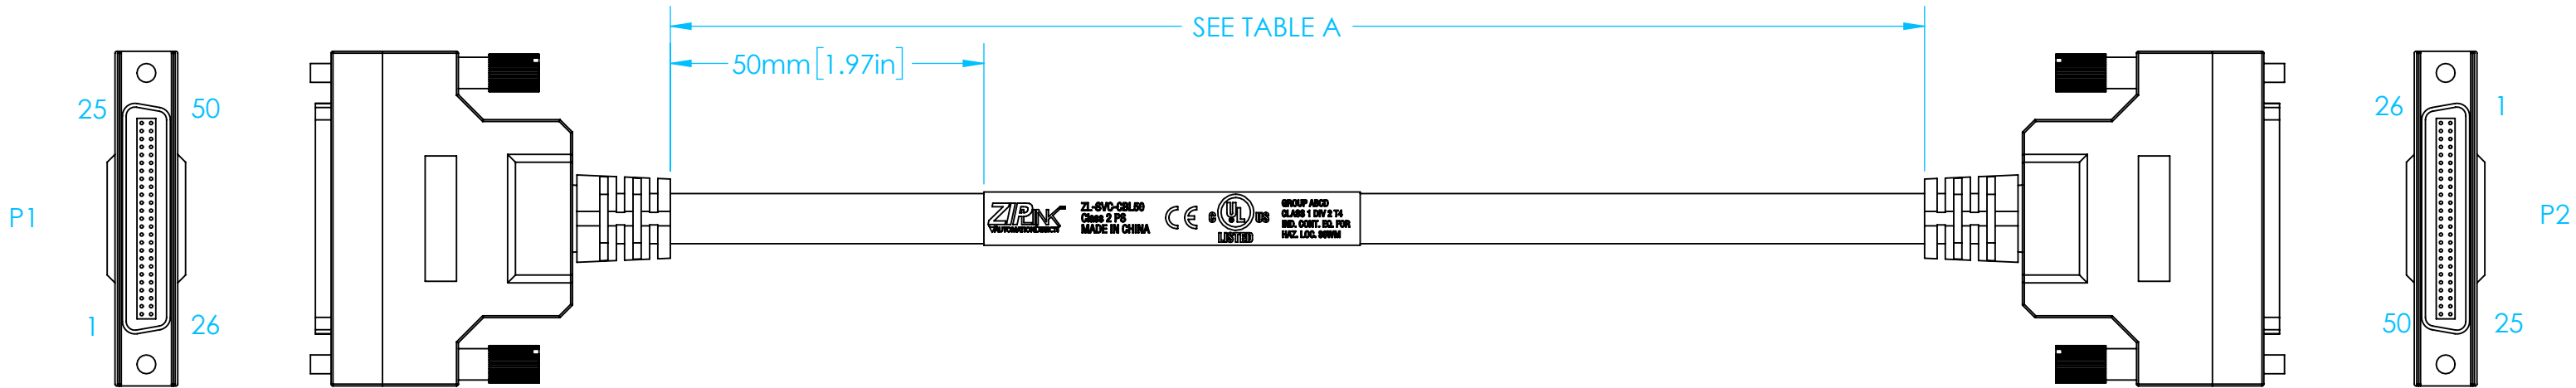 SEE TABLE A
50mm[1.97in]
25
50
26
1
P1
P2
1
26
50
25
ZIPLINK
AUTOMATIONDIRECT
ZL-SVC-CBL50
Class 2 PS
MADE IN CHINA
CE
c UL US
LISTED
GROUP ABCD
CLASS 1 DIV 2 T4
IND. CONT. EQ. FOR
HAZ. LOC.